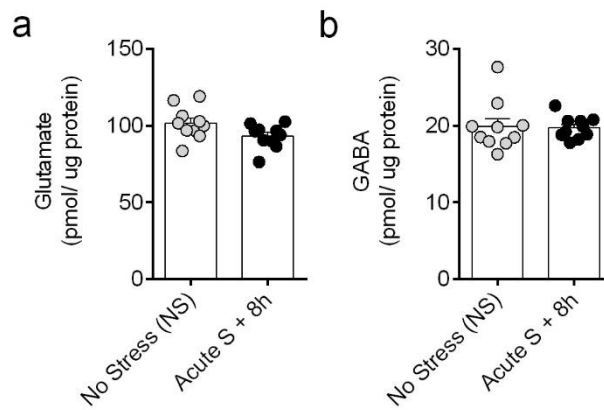 a
Glutamate
(pmol/ ug protein)
150
100
50
0
No Stress (NS)
Acute S + 8h
b
GABA
(pmol/ ug protein)
30
20
10
0
No Stress (NS)
Acute S + 8h